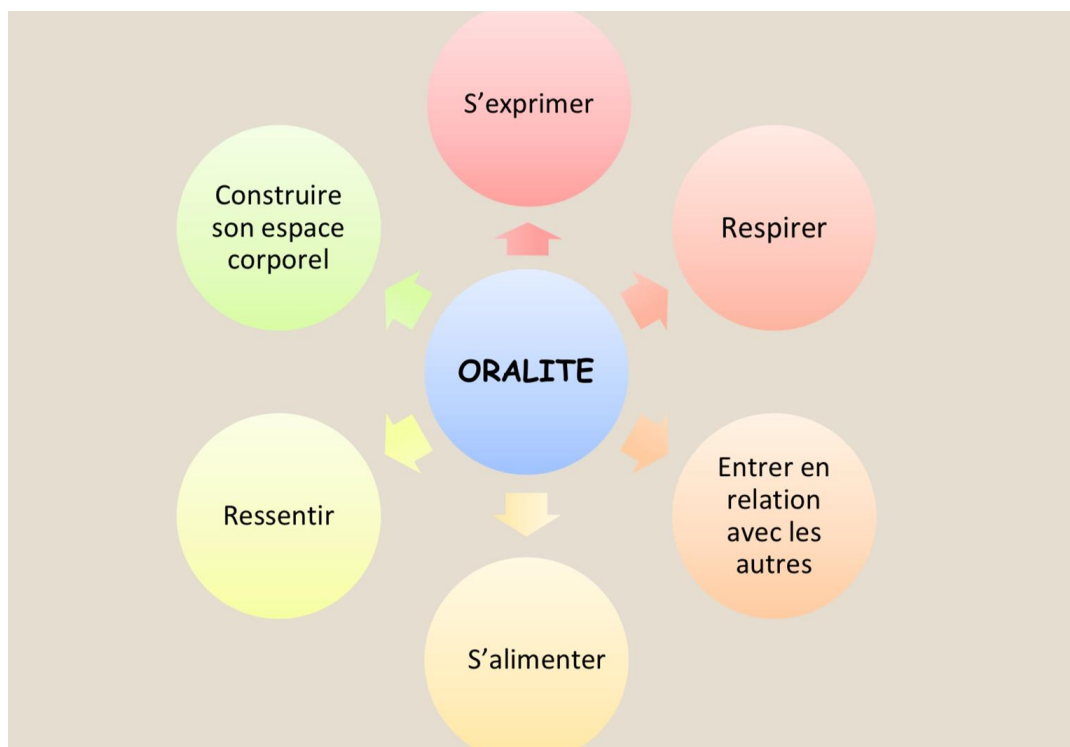 S’exprimer
Respirer
Entrer en
relation
avec les
autres
S’alimenter
Ressentir
Construire
son espace
corporel
ORALITE